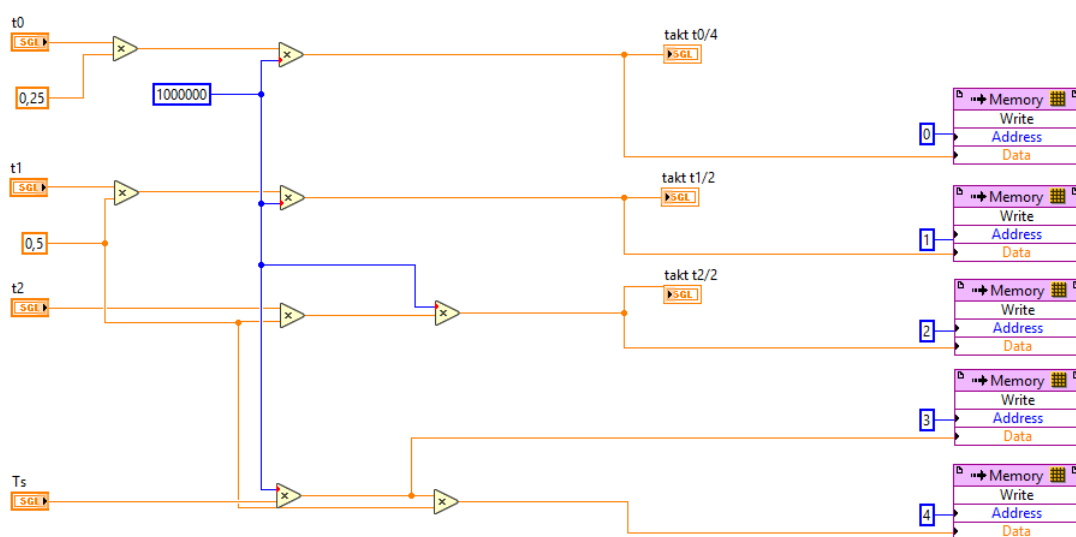 t0
SGL
0,25
1000000
takt t0/4
SGL
Memory
Write
0
Address
Data
t1
SGL
0,5
takt t1/2
SGL
Memory
Write
1
Address
Data
t2
SGL
takt t2/2
SGL
Memory
Write
2
Address
Data
Memory
Write
3
Address
Data
Ts
SGL
Memory
Write
4
Address
Data